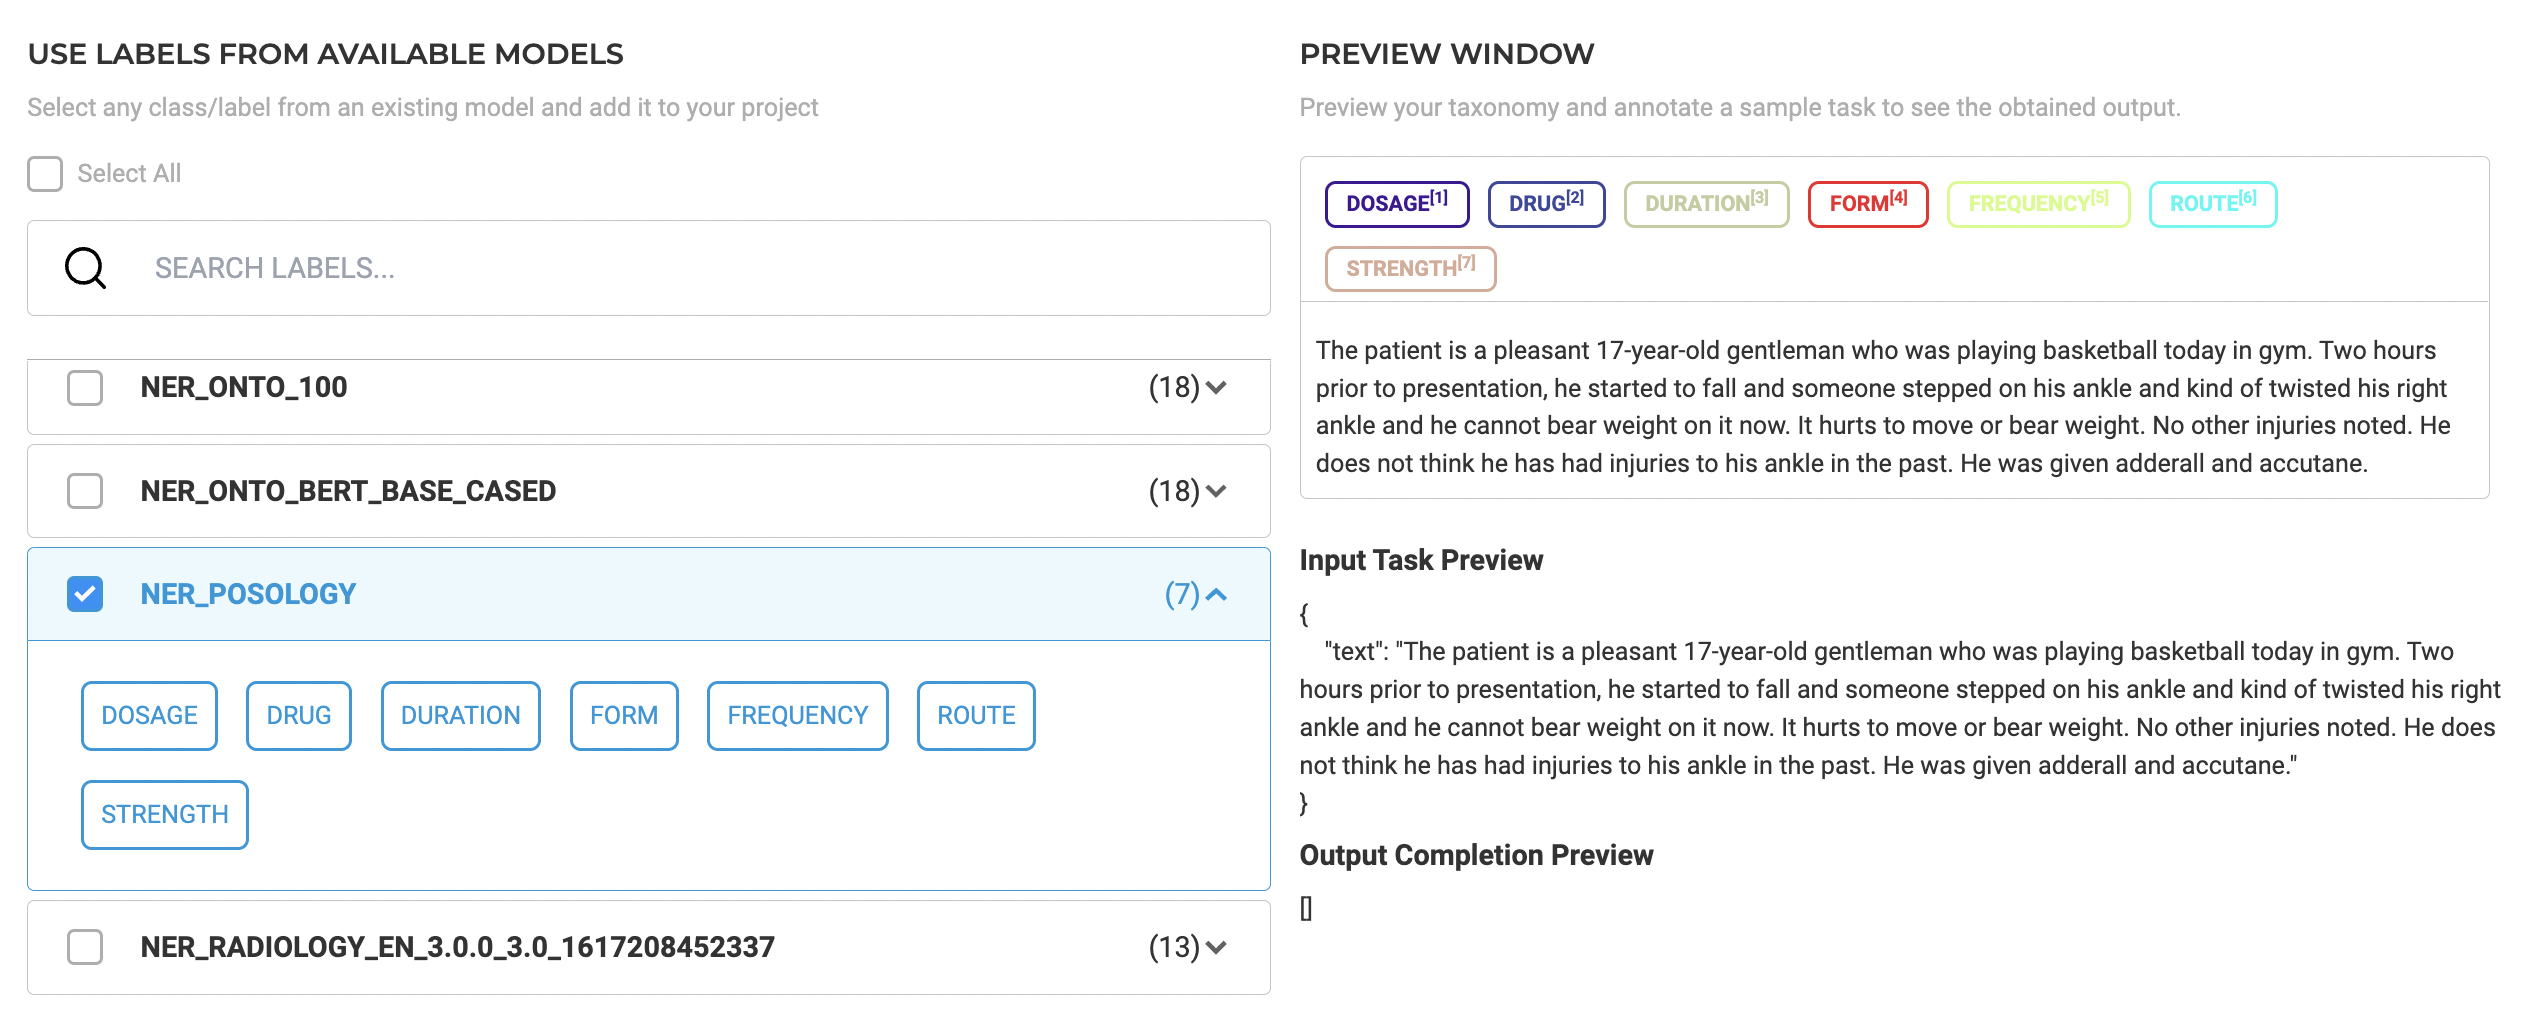 USE LABELS FROM AVAILABLE MODELS
Select any class/label from an existing model and add it to your project
Select All
SEARCH LABELS...
NER_ONTO_100 (18)
NER_ONTO_BERT_BASE_CASED (18)
NER_POSOLOGY (7)
DOSAGE DRUG DURATION FORM FREQUENCY ROUTE
STRENGTH
NER_RADIOLOGY_EN_3.0.0_3.0_1617208452337 (13)
PREVIEW WINDOW
Preview your taxonomy and annotate a sample task to see the obtained output.
DOSAGE[1] DRUG[2] DURATION[3] FORM[4] FREQUENCY[5] ROUTE[6]
STRENGTH[7]
The patient is a pleasant 17-year-old gentleman who was playing basketball today in gym. Two hours
prior to presentation, he started to fall and someone stepped on his ankle and kind of twisted his right
ankle and he cannot bear weight on it now. It hurts to move or bear weight. No other injuries noted. He
does not think he has had injuries to his ankle in the past. He was given adderall and accutane.
Input Task Preview
{
"text": "The patient is a pleasant 17-year-old gentleman who was playing basketball today in gym. Two
hours prior to presentation, he started to fall and someone stepped on his ankle and kind of twisted his right
ankle and he cannot bear weight on it now. It hurts to move or bear weight. No other injuries noted. He does
not think he has had injuries to his ankle in the past. He was given adderall and accutane."
}
Output Completion Preview
[]